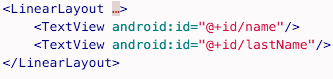 <LinearLayout …>
    <TextView android:id="@+id/name"/>
    <TextView android:id="@+id/lastName"/>
</LinearLayout>